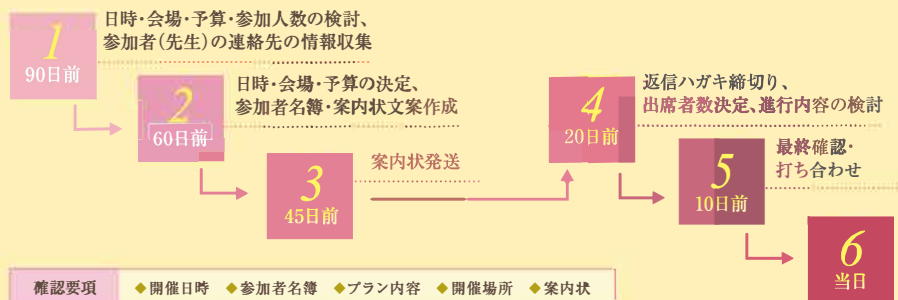 1
90日前
日時・会場・予算・参加人数の検討、
参加者(先生)の連絡先の情報収集
2
60日前
日時・会場・予算の決定、
参加者名簿・案内状文案作成
3
45日前
案内状発送
4
20日前
返信ハガキ締切り、
出席者数決定、進行内容の検討
5
10日前
最終確認・
打ち合わせ
6
当日
確認要項 ◆開催日時 ◆参加者名簿 ◆プラン内容 ◆開催場所 ◆案内状